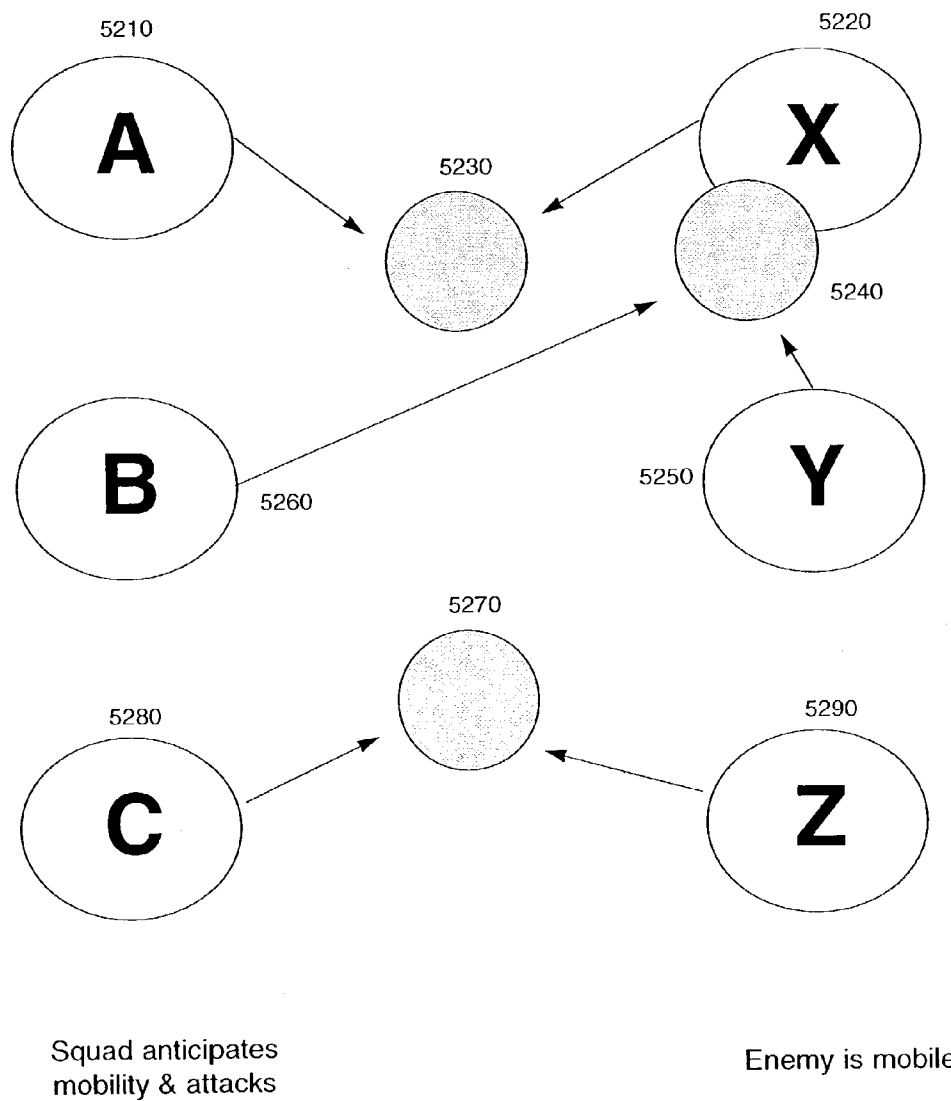 5210
5220
A
X
5230
5240
B
5260
5250
Y
5270
5280
5290
C
Z
Squad anticipates
mobility & attacks
Enemy is mobile